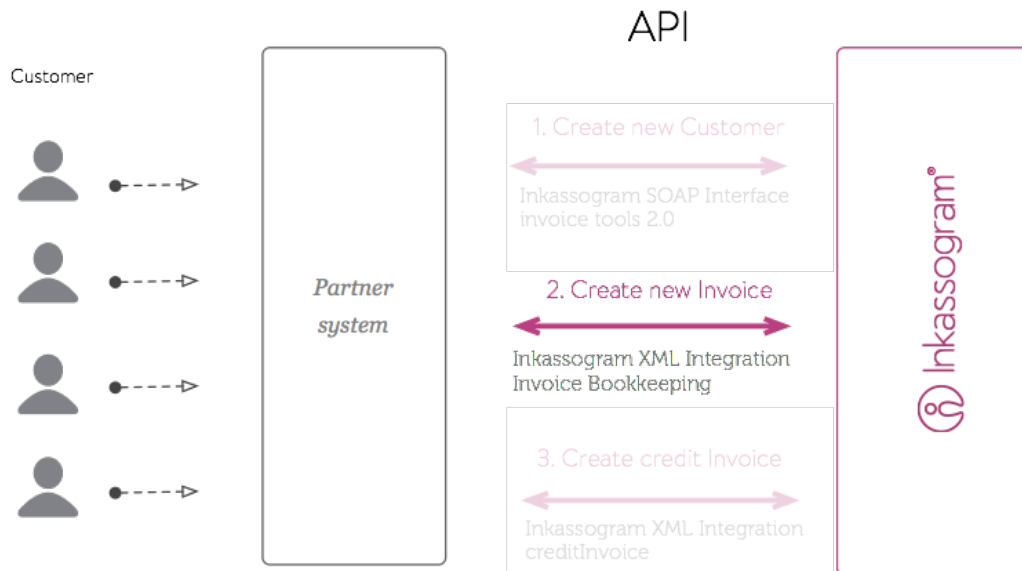 API
Customer
1. Create new Customer
Inkassogram SOAP Interface
invoice tools 2.0
Partner
system
2. Create new Invoice
Inkassogram XML Integration
Invoice Bookkeeping
3. Create credit Invoice
Inkassogram XML Integration
creditInvoice
Inkassogram®